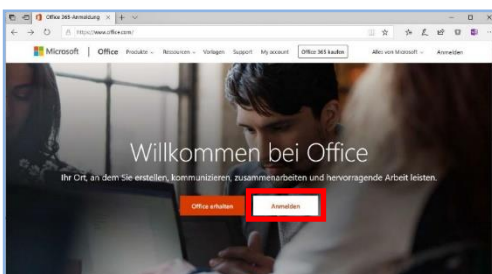 Office 365-Anmeldung
https://www.office.com/
Microsoft | Office Produkte Ressourcen Vorlagen Support My account Office 365 kaufen Alles von Microsoft Anmelden
Willkommen bei Office
Ihr Ort, an dem Sie erstellen, kommunizieren, zusammenarbeiten und hervorragende Arbeit leisten.
Office erhalten Anmelden